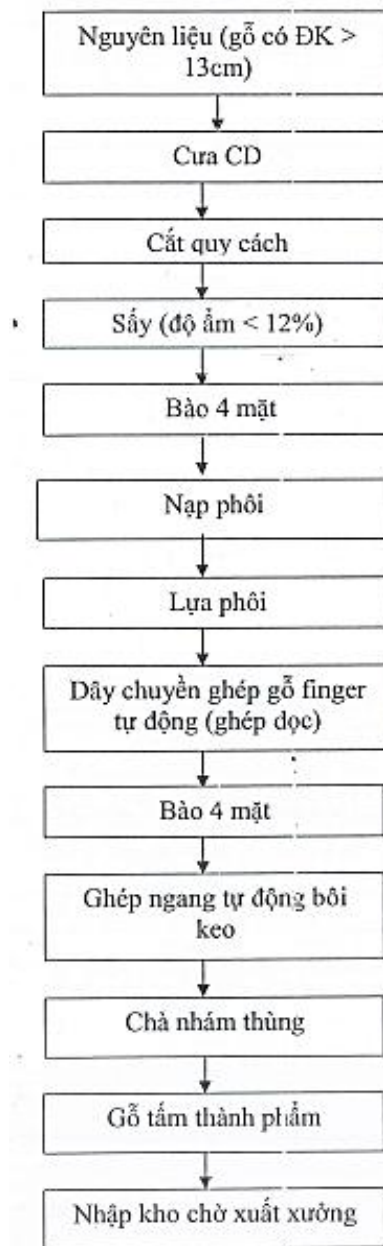 Nguyên liệu (gỗ có ĐK >
13cm)
Cưa CD
Cắt quy cách
Sấy (độ ẩm < 12%)
Bào 4 mặt
Nạp phôi
Lựa phôi
Dây chuyền ghép gỗ finger
tự động (ghép dọc)
Bào 4 mặt
Ghép ngang tự động bôi
keo
Chà nhám thùng
Gỗ tấm thành phẩm
Nhập kho chờ xuất xưởng